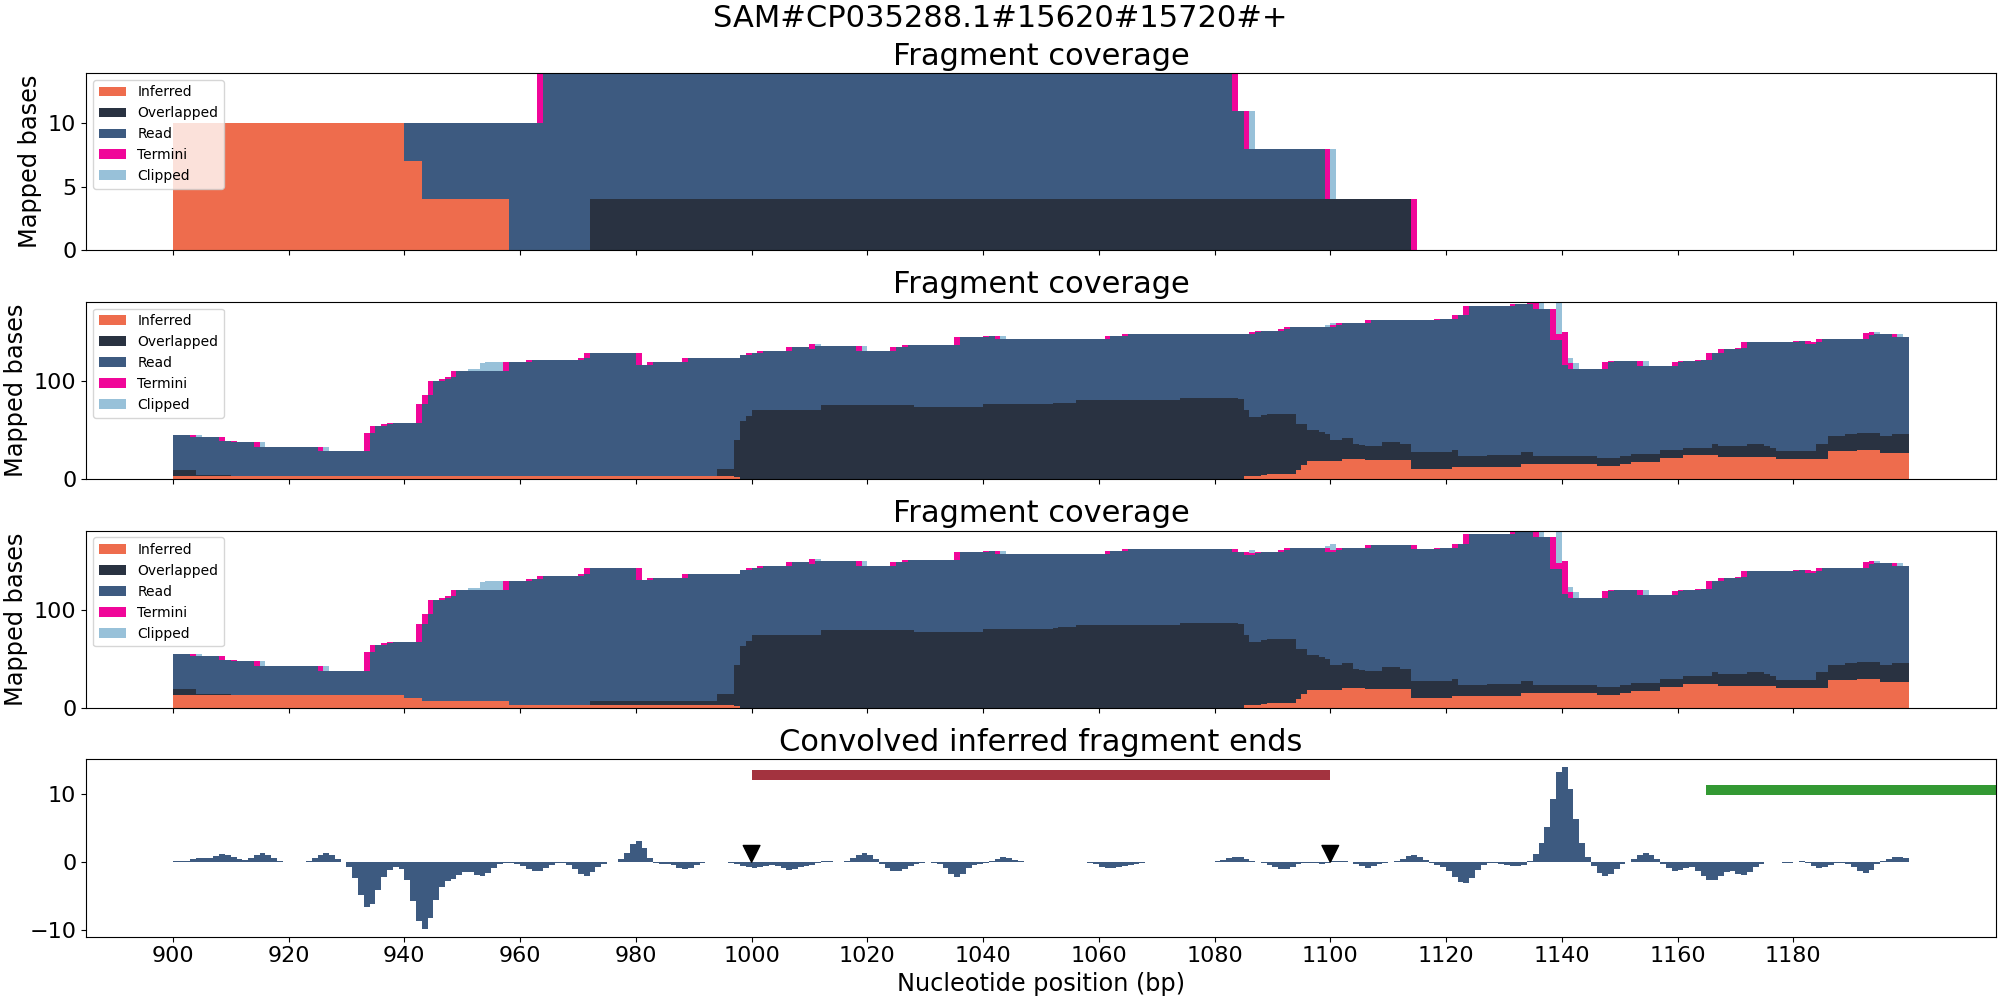 SAM#CP035288.1#15620#15720#+
Fragment coverage
Mapped bases
10
5
0
Inferred
Overlapped
Read
Termini
Clipped
Fragment coverage
Mapped bases
100
0
Inferred
Overlapped
Read
Termini
Clipped
Fragment coverage
Mapped bases
100
0
Inferred
Overlapped
Read
Termini
Clipped
Convolved inferred fragment ends
10
0
−10
900 920 940 960 980 1000 1020 1040 1060 1080 1100 1120 1140 1160 1180
Nucleotide position (bp)